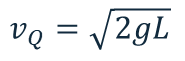 v_Q = √2gL